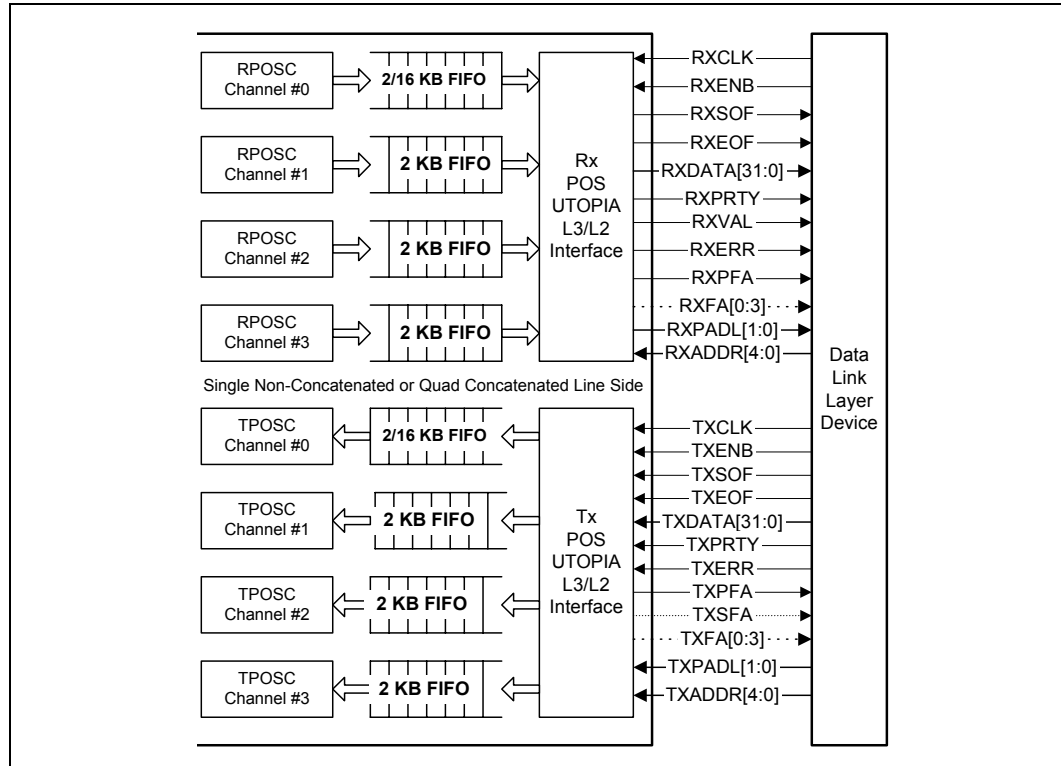 RPOSC
Channel #0
2/16 KB FIFO
RPOSC
Channel #1
2 KB FIFO
RPOSC
Channel #2
2 KB FIFO
RPOSC
Channel #3
2 KB FIFO
Rx
POS
UTOPIA
L3/L2
Interface
RXCLK
RXENB
RXSOF
RXEOF
RXDATA[31:0]
RXPRTY
RXVAL
RXERR
RXPFA
RXFA[0:3]
RXPADL[1:0]
RXADDR[4:0]
Data
Link
Layer
Device
Single Non-Concatenated or Quad Concatenated Line Side
TPOSC
Channel #0
2/16 KB FIFO
TPOSC
Channel #1
2 KB FIFO
TPOSC
Channel #2
2 KB FIFO
TPOSC
Channel #3
2 KB FIFO
Tx
POS
UTOPIA
L3/L2
Interface
TXCLK
TXENB
TXSOF
TXEOF
TXDATA[31:0]
TXPRTY
TXERR
TXPFA
TXSFA
TXFA[0:3]
TXPADL[1:0]
TXADDR[4:0]